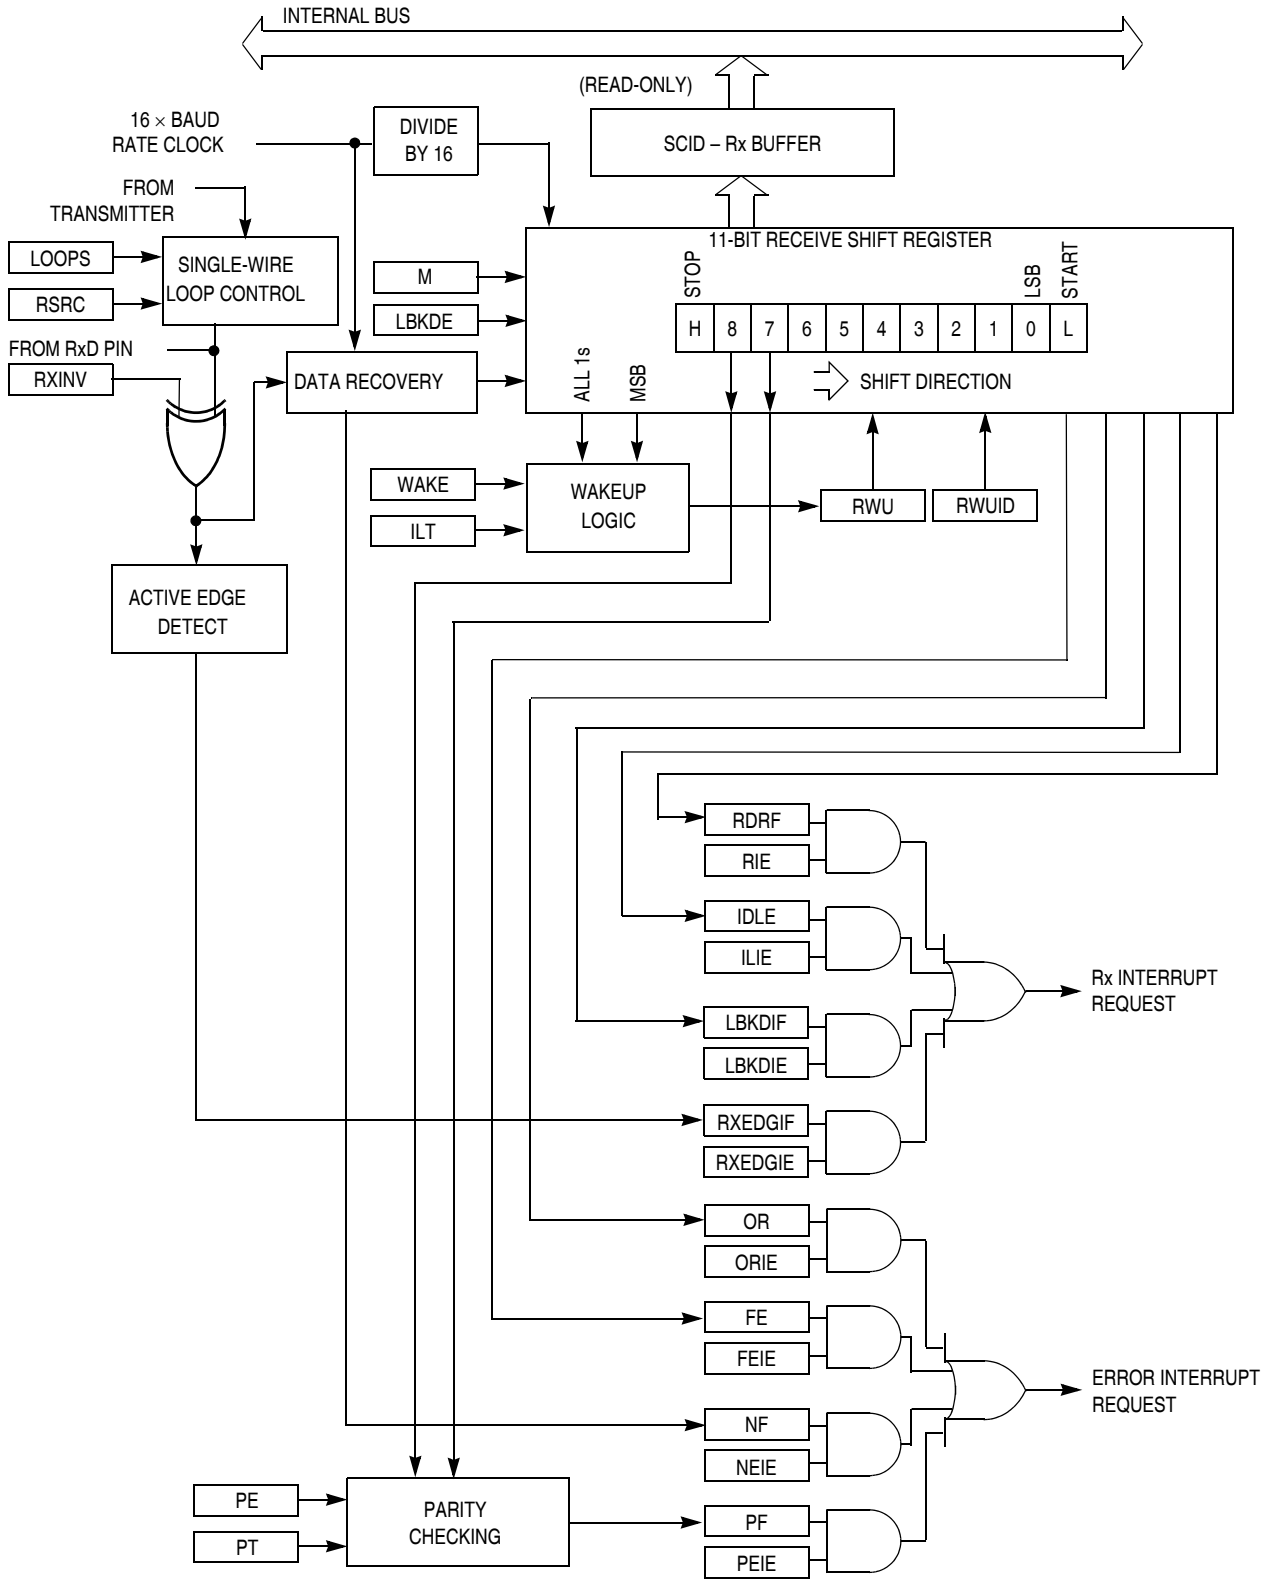 INTERNAL BUS
(READ-ONLY)
16 × BAUD
RATE CLOCK
DIVIDE
BY 16
SCID – Rx BUFFER
FROM
TRANSMITTER
LOOPS
RSRC
SINGLE-WIRE
LOOP CONTROL
11-BIT RECEIVE SHIFT REGISTER
M
LBKDE
STOP
LSB
START
H 8 7 6 5 4 3 2 1 0 L
FROM RxD PIN
RXINV
DATA RECOVERY
ALL 1s
MSB
SHIFT DIRECTION
WAKE
ILT
WAKEUP
LOGIC
RWU
RWUID
ACTIVE EDGE
DETECT
RDRF
RIE
IDLE
ILIE
Rx INTERRUPT
REQUEST
LBKDIF
LBKDIE
RXEDGIF
RXEDGIE
OR
ORIE
FE
FEIE
ERROR INTERRUPT
REQUEST
NF
NEIE
PE
PT
PARITY
CHECKING
PF
PEIE